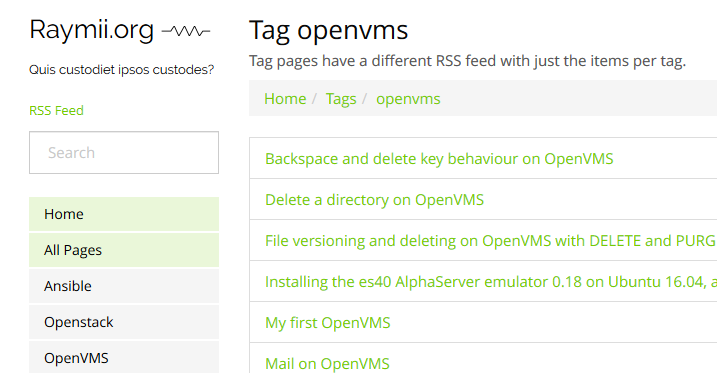 Raymii.org
Quis custodiet ipsos custodes?
RSS Feed
Search
Home
All Pages
Ansible
Openstack
OpenVMS
Tag openvms
Tag pages have a different RSS feed with just the items per tag.
Home / Tags / openvms
Backspace and delete key behaviour on OpenVMS
Delete a directory on OpenVMS
File versioning and deleting on OpenVMS with DELETE and PURG
Installing the es40 AlphaServer emulator 0.18 on Ubuntu 16.04, a
My first OpenVMS
Mail on OpenVMS